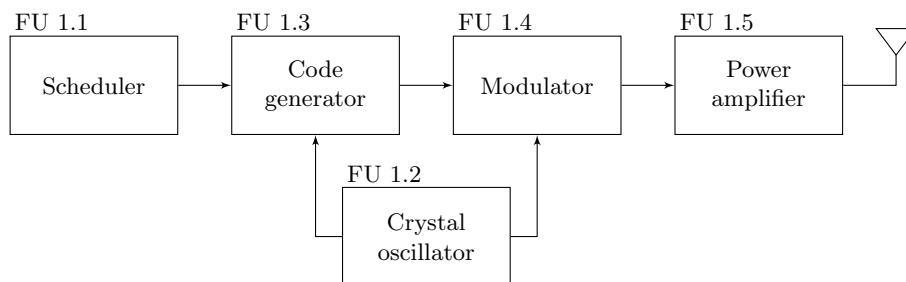 FU 1.1
Scheduler
FU 1.3
Code
generator
FU 1.4
Modulator
FU 1.5
Power
amplifier
FU 1.2
Crystal
oscillator